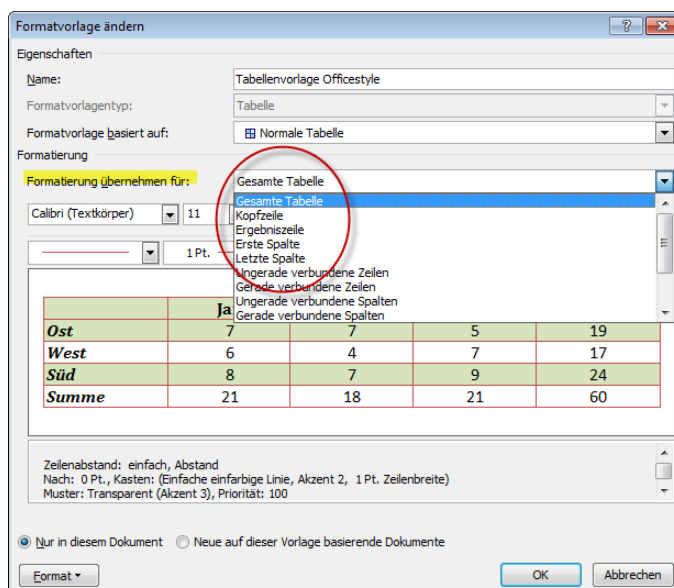 Formatvorlage ändern
Eigenschaften
Name: Tabellenvorlage Officestyle
Formatvorlagentyp: Tabelle
Formatvorlage basiert auf: Normale Tabelle
Formatierung
Formatierung übernehmen für: Gesamte Tabelle
Gesamte Tabelle
Calibri (Textkörper) 11
Kopfzeile
Ergebniszeile
Erste Spalte
1 Pt. Letzte Spalte
Ungerade verbundene Zeilen
Gerade verbundene Zeilen
Ungerade verbundene Spalten
Gerade verbundene Spalten
Ja
Ost 7 7 5 19
West 6 4 7 17
Süd 8 7 9 24
Summe 21 18 21 60
Zeilenabstand: einfach, Abstand
Nach: 0 Pt., Kasten: (Einfache einfarbige Linie, Akzent 2, 1 Pt. Zeilenbreite)
Muster: Transparent (Akzent 3), Priorität: 100
Nur in diesem Dokument Neue auf dieser Vorlage basierende Dokumente
Format OK Abbrechen